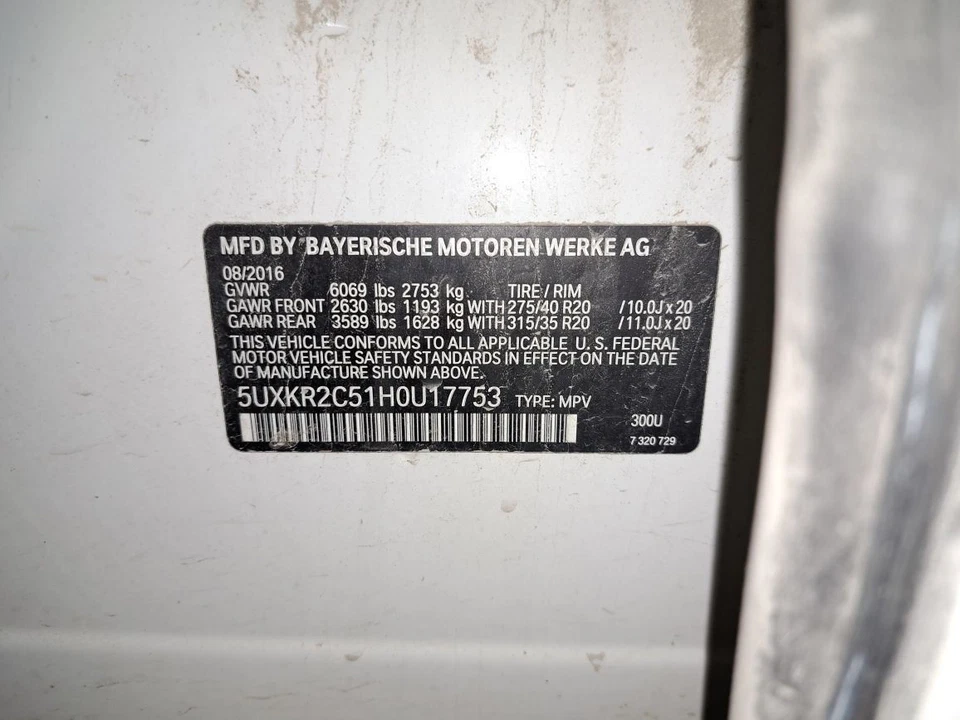 MFD BY BAYERISCHE MOTOREN WERKE AG
08/2016
GVWR 6069 lbs 2753 kg TIRE / RIM
GAWR FRONT 2630 lbs 1193 kg WITH 275/40 R20 /10.0J x 20
GAWR REAR 3589 lbs 1628 kg WITH 315/35 R20 /11.0J x 20
THIS VEHICLE CONFORMS TO ALL APPLICABLE U. S. FEDERAL
MOTOR VEHICLE SAFETY STANDARDS IN EFFECT ON THE DATE
OF MANUFACTURE SHOWN ABOVE.
5UXKR2C51H0U17753 TYPE: MPV
300U
7 320 729